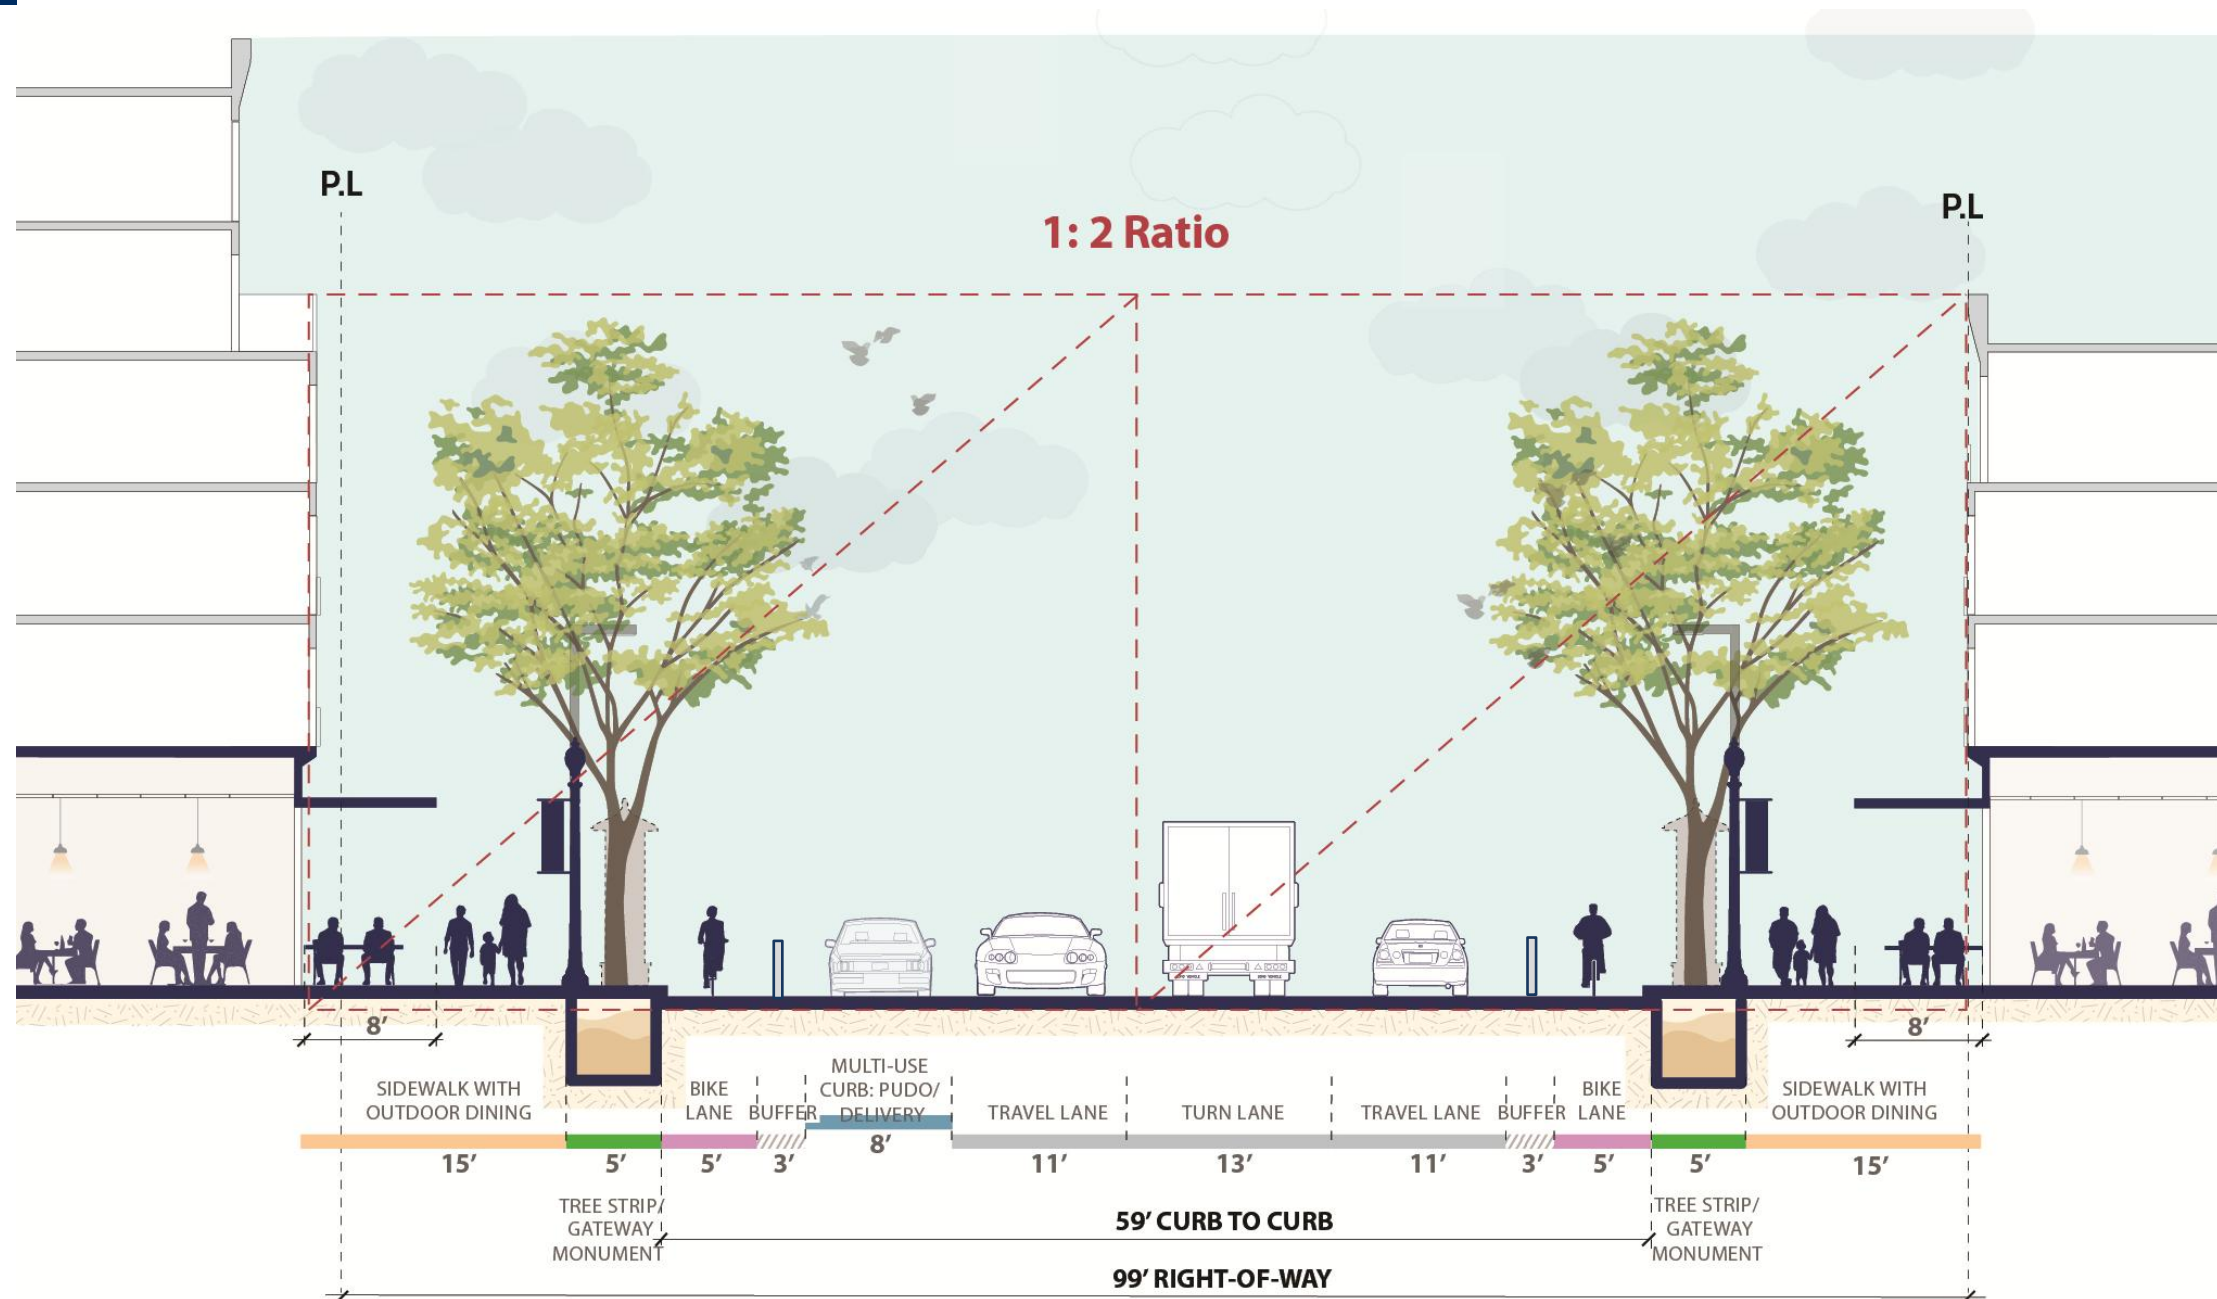 P.L
P.L
1: 2 Ratio
8’
8’
SIDEWALK WITH
OUTDOOR DINING
BIKE
LANE
BUFFER
MULTI-USE
CURB: PUDO/
DELIVERY
TRAVEL LANE
TURN LANE
TRAVEL LANE
BUFFER
BIKE
LANE
SIDEWALK WITH
OUTDOOR DINING
15’
5’
5’
3’
8’
11’
13’
11’
3’
5’
5’
15’
TREE STRIP/
GATEWAY
MONUMENT
59’ CURB TO CURB
TREE STRIP/
GATEWAY
MONUMENT
99’ RIGHT-OF-WAY